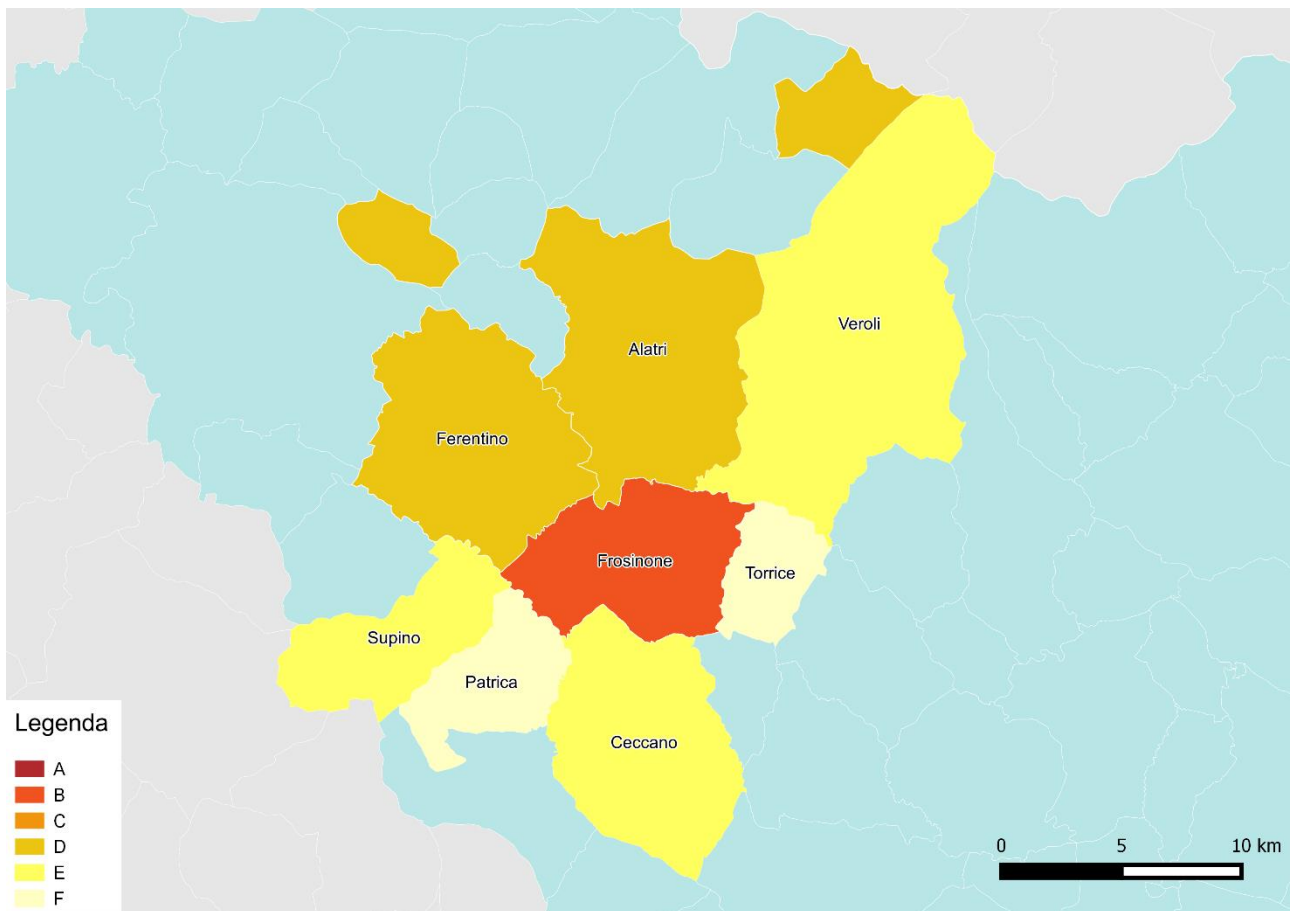 Veroli
Alatri
Ferentino
Frosinone
Torrice
Supino
Patrica
Ceccano
Legenda
A
B
C
D
E
F
0 5 10 km